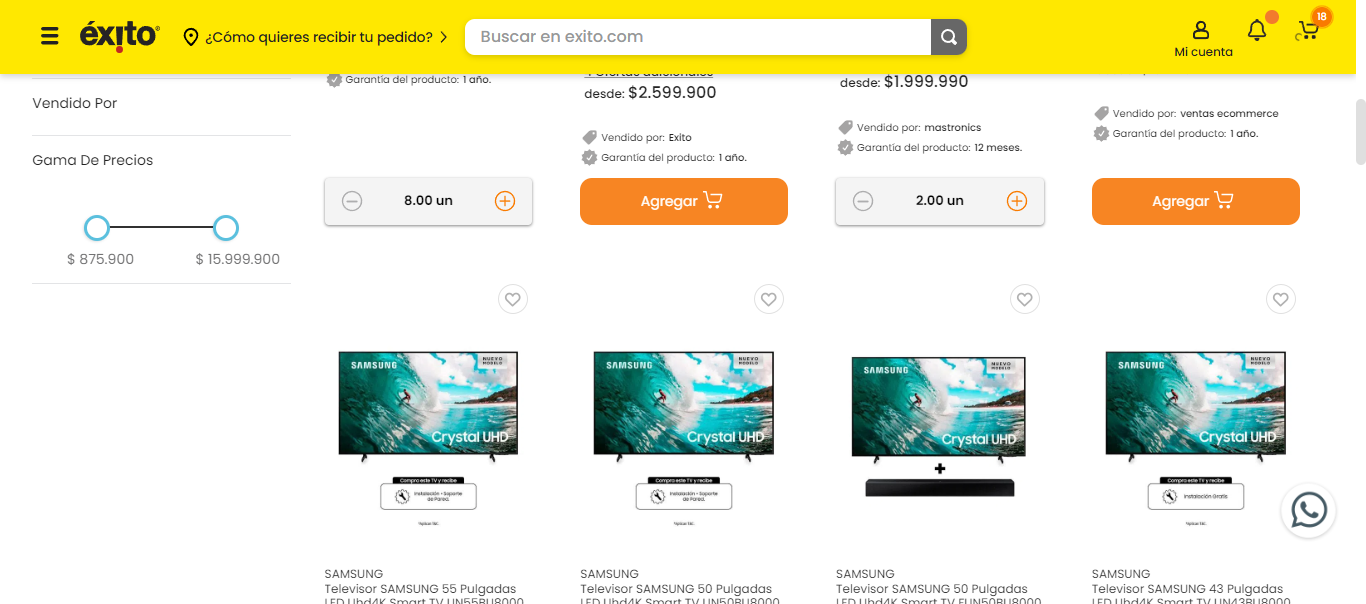 éxito
¿Cómo quieres recibir tu pedido?
Buscar en exito.com
Mi cuenta
18
Vendido Por
Gama De Precios
$ 875.900
$ 15.999.900
Garantía del producto: 1 año.
8.00 un
desde: $2.599.900
Vendido por: Exito
Garantía del producto: 1 año.
Agregar
desde: $1.999.990
Vendido por: mastronics
Garantía del producto: 12 meses.
2.00 un
Vendido por: ventas ecommerce
Garantía del producto: 1 año.
Agregar
SAMSUNG
NUEVO
MODELO
Crystal UHD
Compra este TV y recibe
Instalación + Soporte
de Pared.
SAMSUNG
Televisor SAMSUNG 55 Pulgadas
LED Uhd4K Smart TV UN55BU8000
SAMSUNG
NUEVO
MODELO
Crystal UHD
Compra este TV y recibe
Instalación + Soporte
de Pared.
SAMSUNG
Televisor SAMSUNG 50 Pulgadas
LED Uhd4K Smart TV UN50BU8000
SAMSUNG
NUEVO
MODELO
Crystal UHD
+
SAMSUNG
Televisor SAMSUNG 50 Pulgadas
LED Uhd4K Smart TV FUN50BU8000
SAMSUNG
NUEVO
MODELO
Crystal UHD
Compra este TV y recibe
Instalación Gratis
SAMSUNG
Televisor SAMSUNG 43 Pulgadas
LED Uhd4K Smart TV UN43BU8000